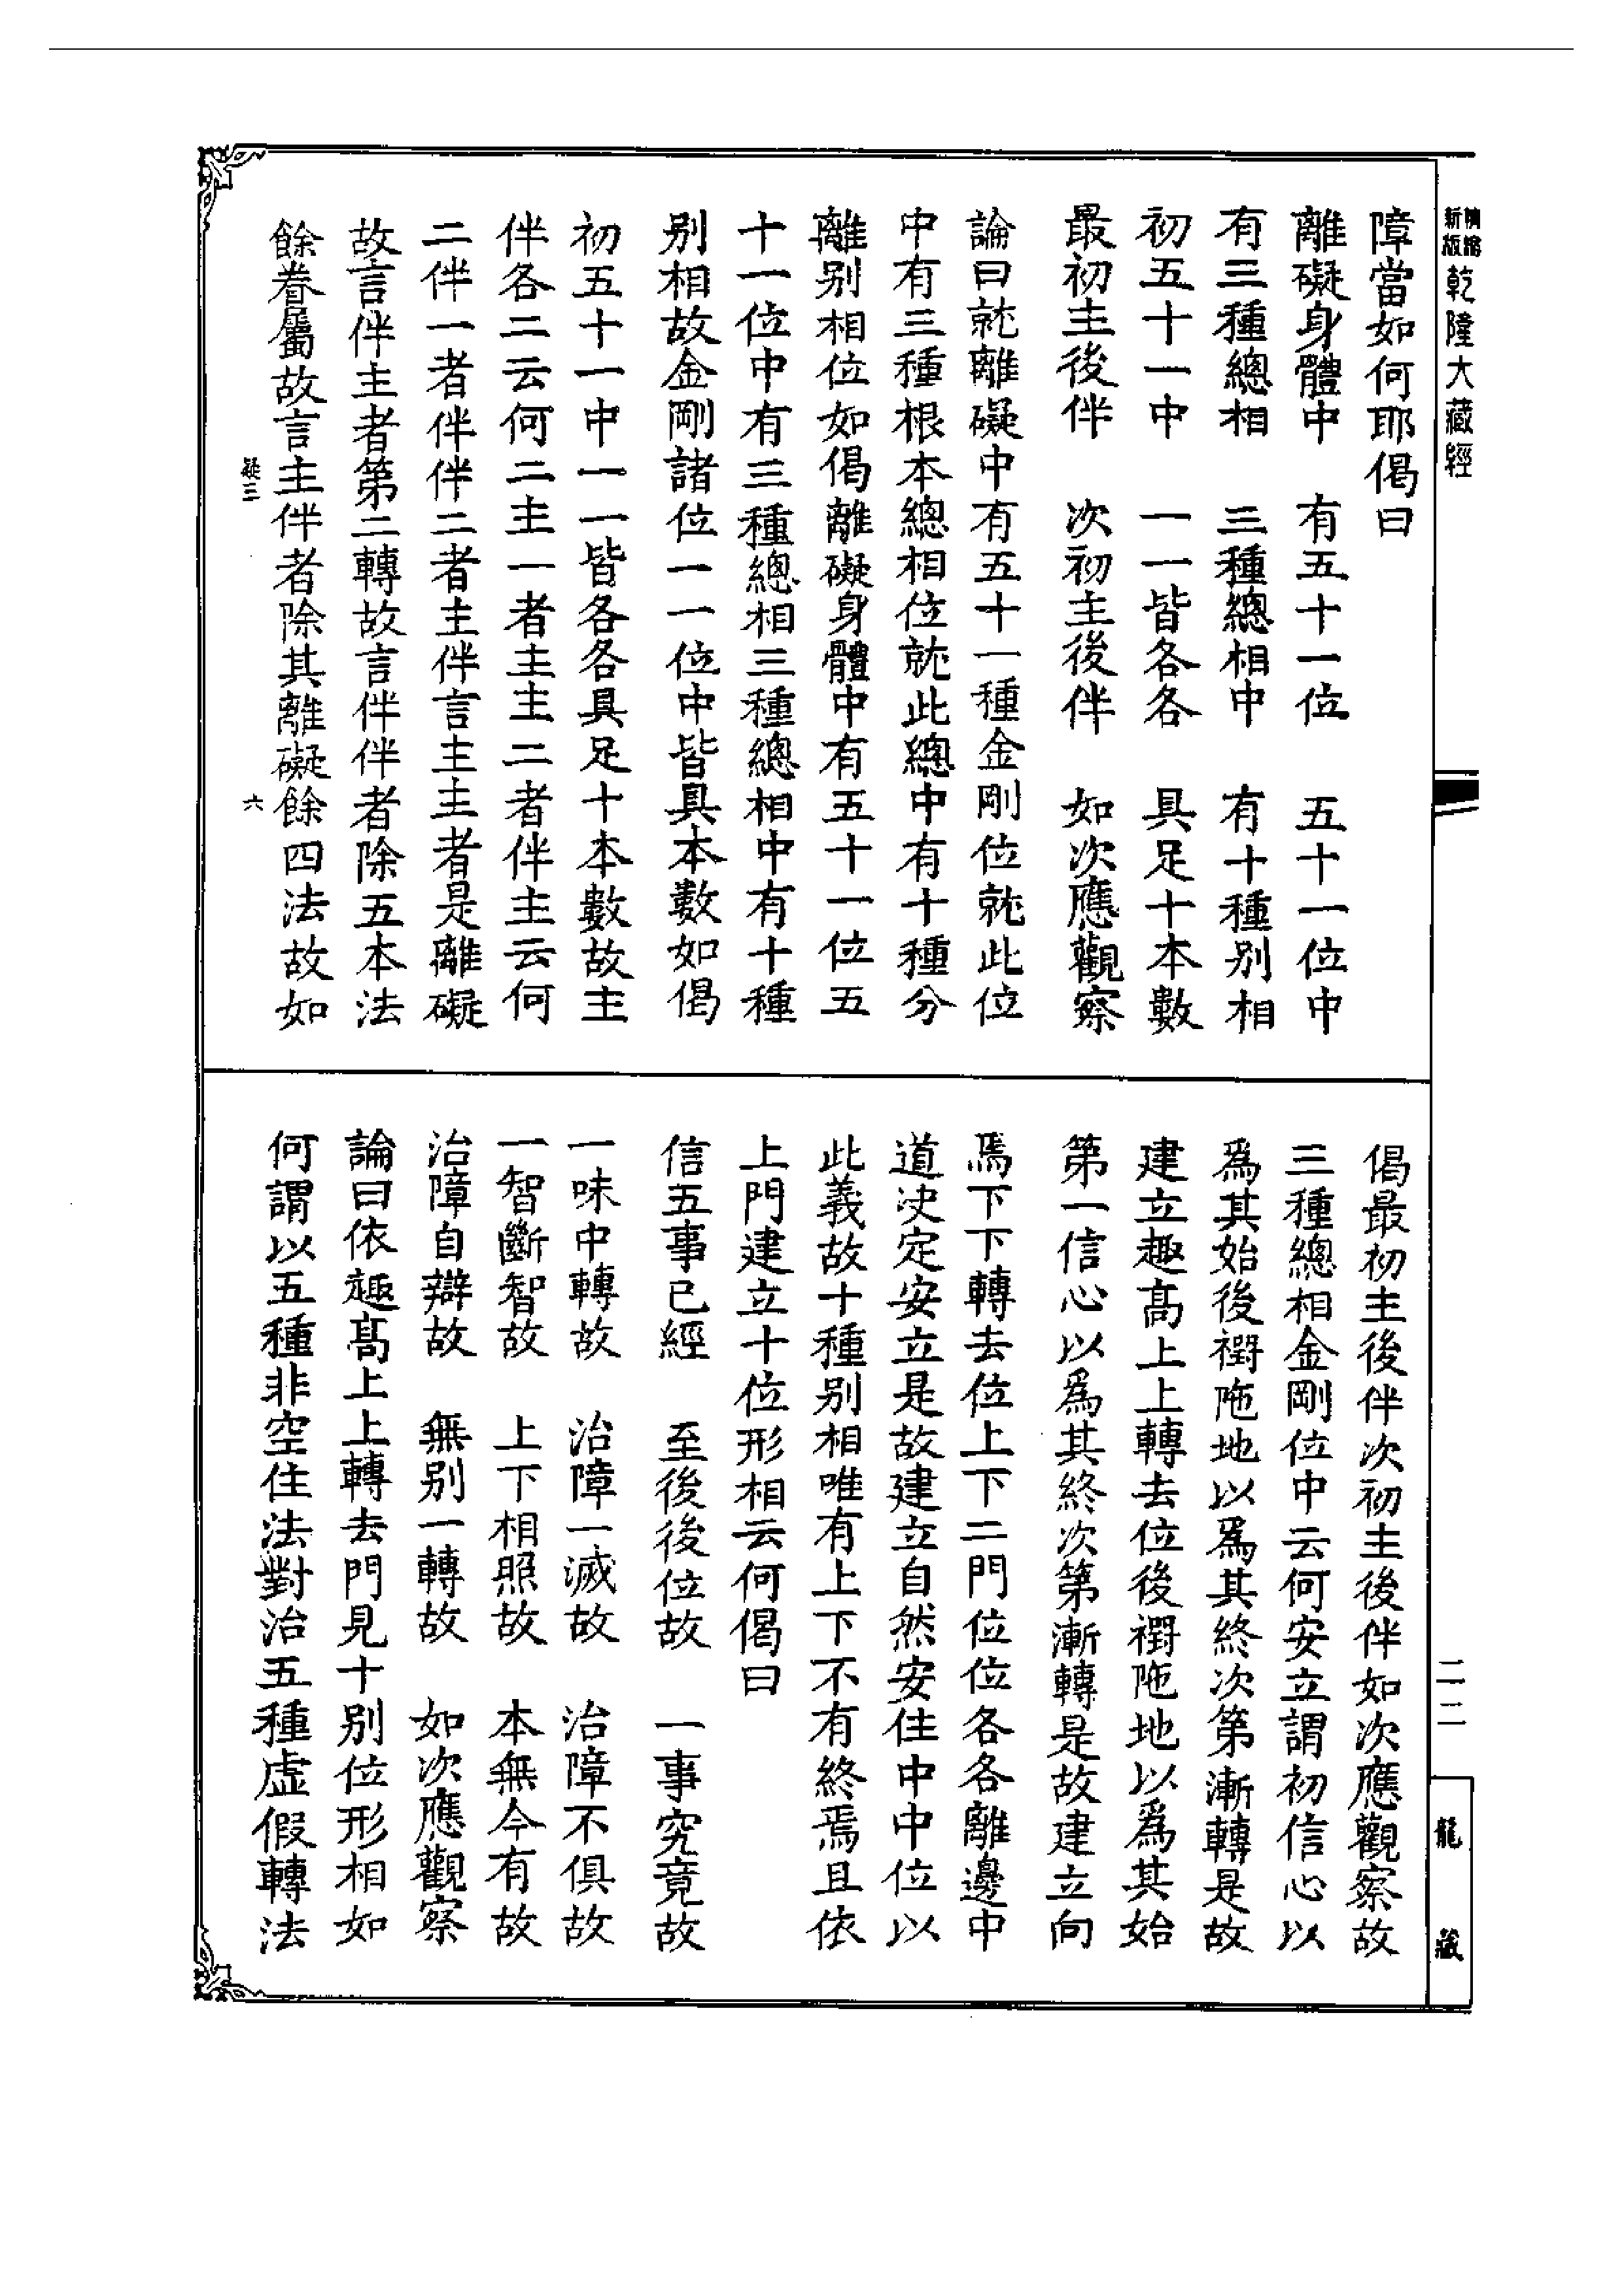 新版精縮乾隆大藏經
障當如何耶偈曰
離礙身體中　有五十一位　五十一位中
有三種總相　三種總相中　有十種別相
初五十一中　一一皆各各　具足十本數
最初主後伴　次初主後伴　如次應觀察
論曰就離礙中有五十一種金剛位就此位
中有三種根本總相位就此總中有十種分
離別相位如偈離礙身體中有五十一位五
十一位中有三種總相三種總相中有十種
別相故金剛諸位一一位中皆具本數如偈
初五十一中一一皆各各具足十本數故主
伴各二云何二主一者主主二者伴主云何
二伴一者伴伴二者主伴言主主者是離礙
故言伴主者第二轉故言伴伴者除五本法
餘眷屬故言主伴者除其離礙餘四法故如
疑三　六
偈最初主後伴次初主後伴如次應觀察故
三種總相金剛位中云何安立謂初信心以
爲其始後禂陁地以爲其終次第漸轉是故
建立趣高上上轉去位後禂陁地以爲其始
第一信心以爲其終次第漸轉是故建立向
焉下下轉去位上下二門位位各各離邊中
道決定安立是故建立自然安住中中位以
此義故十種別相唯有上下不有終焉且依
上門建立十位形相云何偈曰
信五事已經　至後後位故　一事究竟故
一味中轉故　治障一滅故　治障不俱故
一智斷智故　上下相照故　本無今有故
治障自辯故　無別一轉故　如次應觀察
論曰依趣高上上轉去門見十別位形相如
何謂以五種非空住法對治五種虛假轉法
二二
龍藏